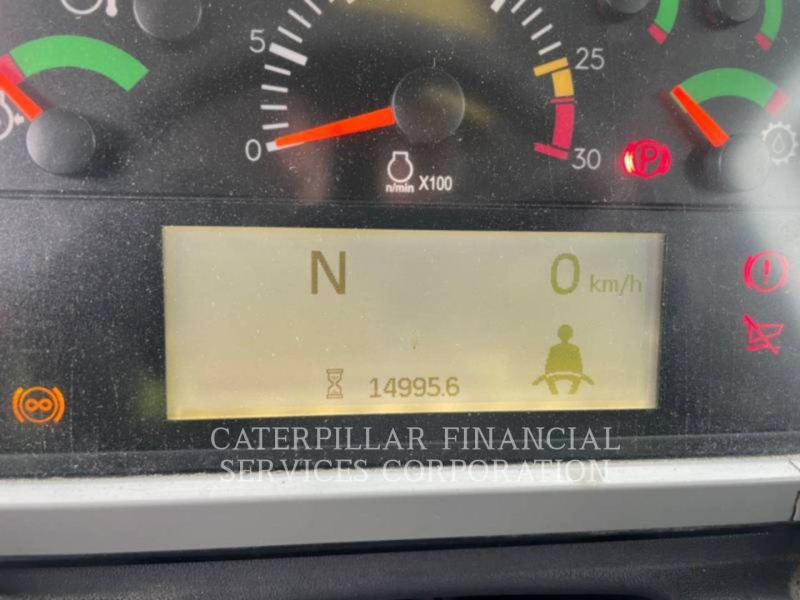 5
25
0
30
n/min X100
P
N 0 km/h
14995.6
CATERPILLAR FINANCIAL
SERVICES CORPORATION